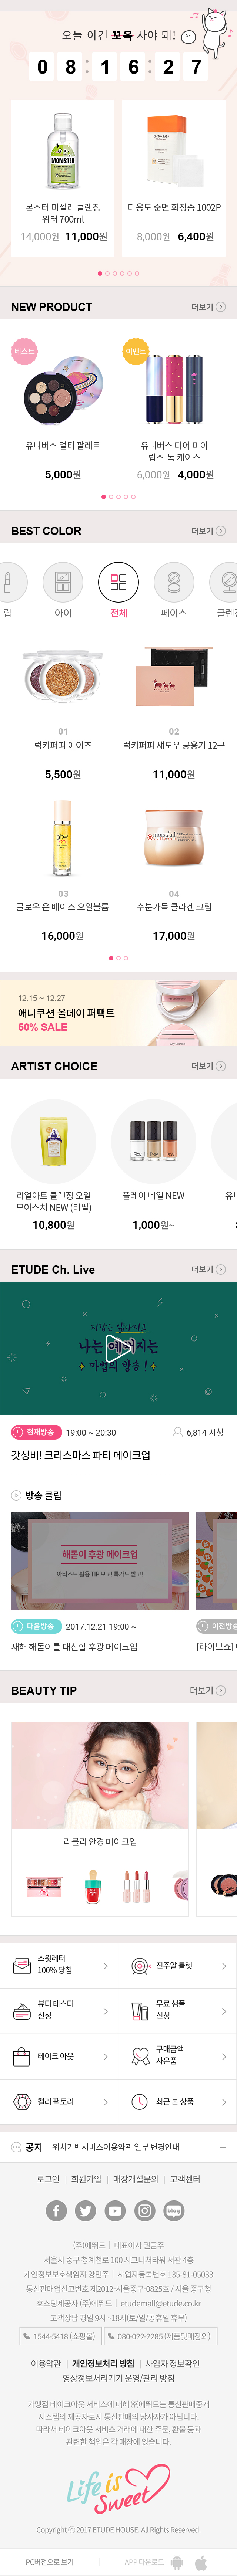 오늘 이건 꼬옥 사야 돼!
08:16:27
몬스터 미셀라 클렌징
워터 700ml
14,000원 11,000원
다용도 순면 화장솜 1002P
8,000원 6,400원
NEW PRODUCT
더보기
베스트
이벤트
유니버스 멀티 팔레트
5,000원
유니버스 디어 마이
립스-톡 케이스
6,000원 4,000원
BEST COLOR
더보기
립
아이
전체
페이스
클렌징
01
럭키퍼피 아이즈
5,500원
02
럭키퍼피 섀도우 공용기 12구
11,000원
03
글로우 온 베이스 오일볼륨
16,000원
04
수분가득 콜라겐 크림
17,000원
12.15 ~ 12.27
애니쿠션 올데이 퍼팩트
50% SALE
ARTIST CHOICE
더보기
리얼아트 클렌징 오일
모이스처 NEW (리필)
10,800원
플레이 네일 NEW
1,000원~
ETUDE Ch. Live
더보기
사람은 많아서고
나는 예뻐지는
마법의 방송!
현재방송 19:00 ~ 20:30
6,814 시청
갓성비! 크리스마스 파티 메이크업
방송 클립
해돋이 후광 메이크업
아티스트 활용 TIP 보고! 특가도 받고!
다음방송 2017.12.21 19:00 ~
새해 해돋이를 대신할 후광 메이크업
이전방송
[라이브쇼]
BEAUTY TIP
더보기
러블리 안경 메이크업
스윗레터
100% 당첨
진주알 룰렛
뷰티 테스터
신청
무료 샘플
신청
테이크 아웃
구매금액
사은품
컬러 팩토리
최근 본 상품
공지 위치기반서비스이용약관 일부 변경안내
로그인 | 회원가입 | 매장개설문의 | 고객센터
blog
(주)에뛰드 | 대표이사 권금주
서울시 중구 청계천로 100 시그니처타워 서관 4층
개인정보보호책임자 양민주 | 사업자등록번호 135-81-05033
통신판매업신고번호 제2012-서울중구-0825호 / 서울 중구청
호스팅제공자 (주)에뛰드 | etudemall@etude.co.kr
고객상담 평일 9시 ~18시(토/일/공휴일 휴무)
1544-5418 (쇼핑몰)
080-022-2285 (제품및매장외)
이용약관 | 개인정보처리 방침 | 사업자 정보확인
영상정보처리기기 운영/관리 방침
가맹점 테이크아웃 서비스에 대해 ㈜에뛰드는 통신판매중개
시스템의 제공자로서 통신판매의 당사자가 아닙니다.
따라서 테이크아웃 서비스 거래에 대한 주문, 환불 등과
관련한 책임은 각 매장에 있습니다.
Life is Sweet
Copyright ⓒ 2017 ETUDE HOUSE. All Rights Reserved.
PC버전으로 보기 | APP 다운로드